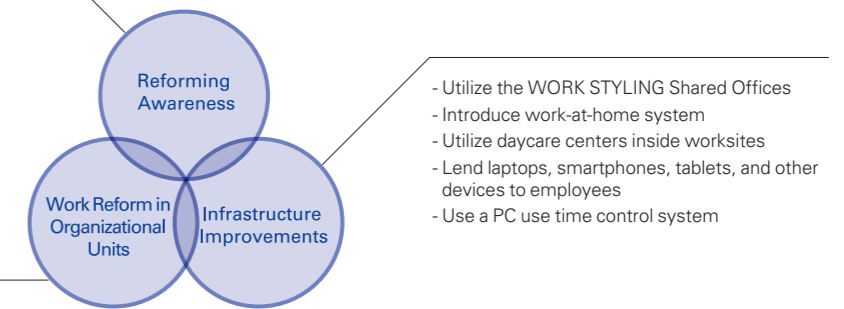 Reforming
Awareness
Work Reform in
Organizational
Units
Infrastructure
Improvements
- Utilize the WORK STYLING Shared Offices
- Introduce work-at-home system
- Utilize daycare centers inside worksites
- Lend laptops, smartphones, tablets, and other
devices to employees
- Use a PC use time control system